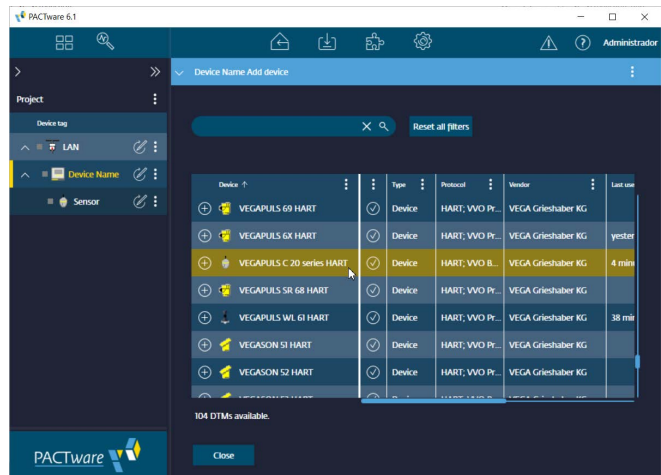 PACTware 6.1
Administrador
Device Name Add device
Project
Device tag
LAN
Device Name
Sensor
Reset all filters
Device Type Protocol Vendor Last use
VEGAPULS 69 HART Device HART; VVO Pr... VEGA Grieshaber KG
VEGAPULS 6X HART Device HART; VVO Pr... VEGA Grieshaber KG yester
VEGAPULS C 20 series HART Device HART; VVO B... VEGA Grieshaber KG 4 min
VEGAPULS SR 68 HART Device HART; VVO Pr... VEGA Grieshaber KG
VEGAPULS WL 61 HART Device HART; VVO Pr... VEGA Grieshaber KG 38 min
VEGASON 51 HART Device HART; VVO Pr... VEGA Grieshaber KG
VEGASON 52 HART Device HART; VVO Pr... VEGA Grieshaber KG
104 DTMs available.
Close
PACTware